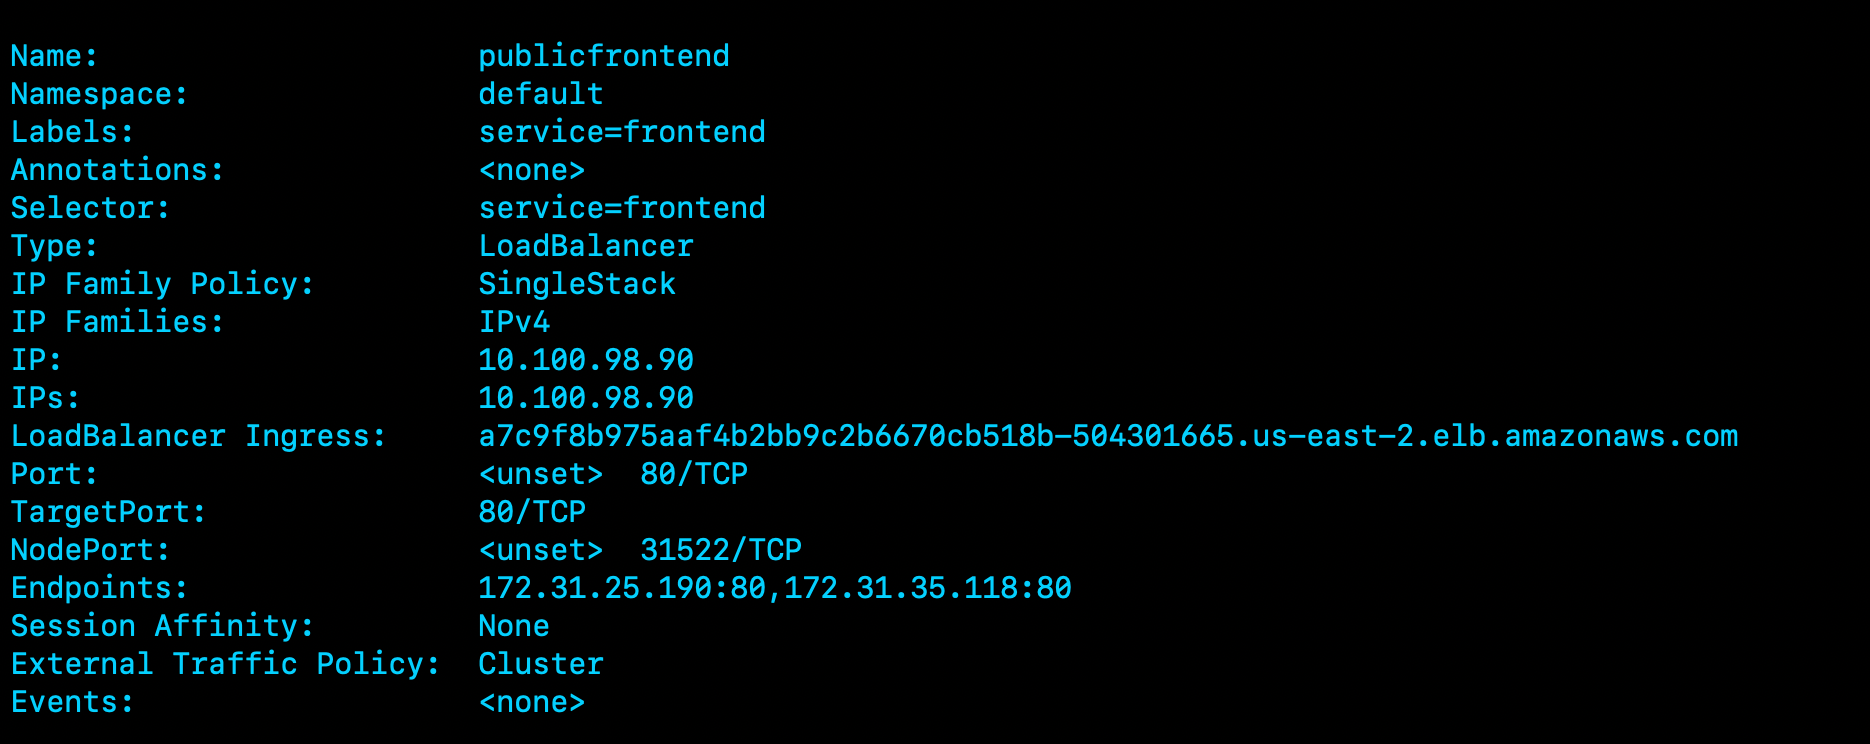 Name: publicfrontend
Namespace: default
Labels: service=frontend
Annotations: <none>
Selector: service=frontend
Type: LoadBalancer
IP Family Policy: SingleStack
IP Families: IPv4
IP: 10.100.98.90
IPs: 10.100.98.90
LoadBalancer Ingress: a7c9f8b975aaf4b2bb9c2b6670cb518b-504301665.us-east-2.elb.amazonaws.com
Port: <unset> 80/TCP
TargetPort: 80/TCP
NodePort: <unset> 31522/TCP
Endpoints: 172.31.25.190:80,172.31.35.118:80
Session Affinity: None
External Traffic Policy: Cluster
Events: <none>